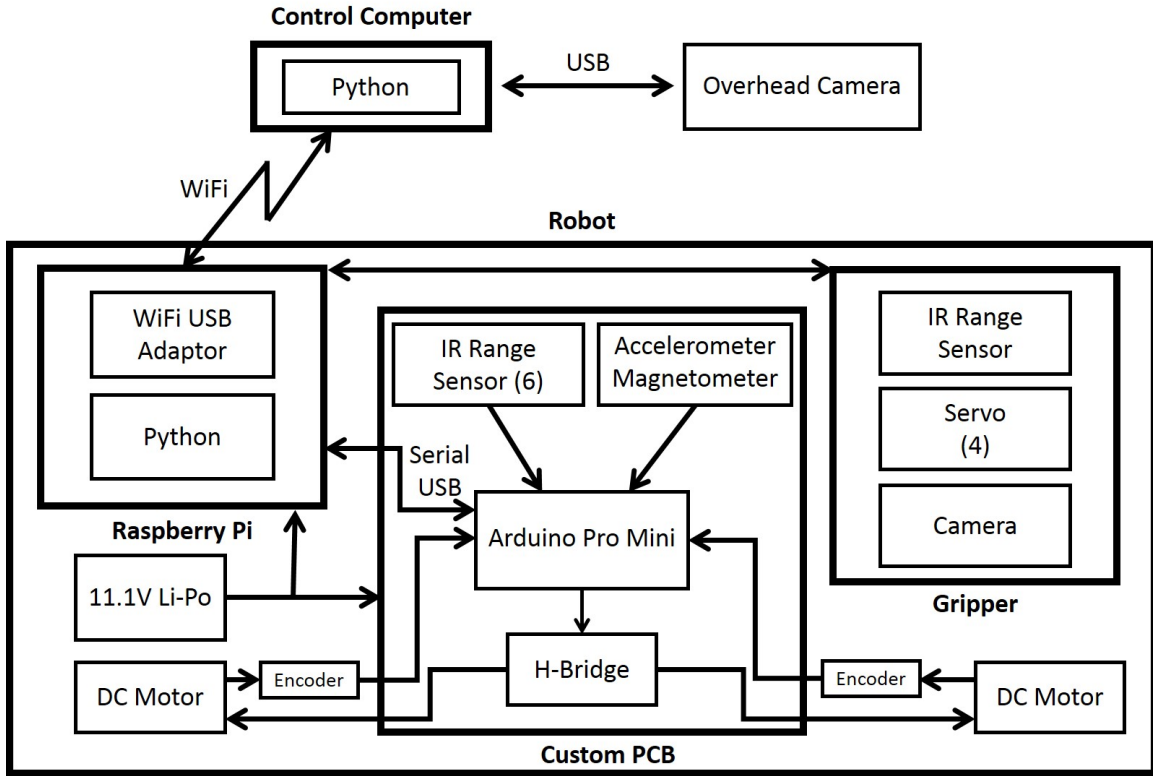 Control Computer
Python
USB
Overhead Camera
WiFi
Robot
WiFi USB
Adaptor
Python
Raspberry Pi
IR Range
Sensor (6)
Accelerometer
Magnetometer
Serial
USB
Arduino Pro Mini
H-Bridge
Custom PCB
IR Range
Sensor
Servo
(4)
Camera
Gripper
11.1V Li-Po
DC Motor
Encoder
Encoder
DC Motor